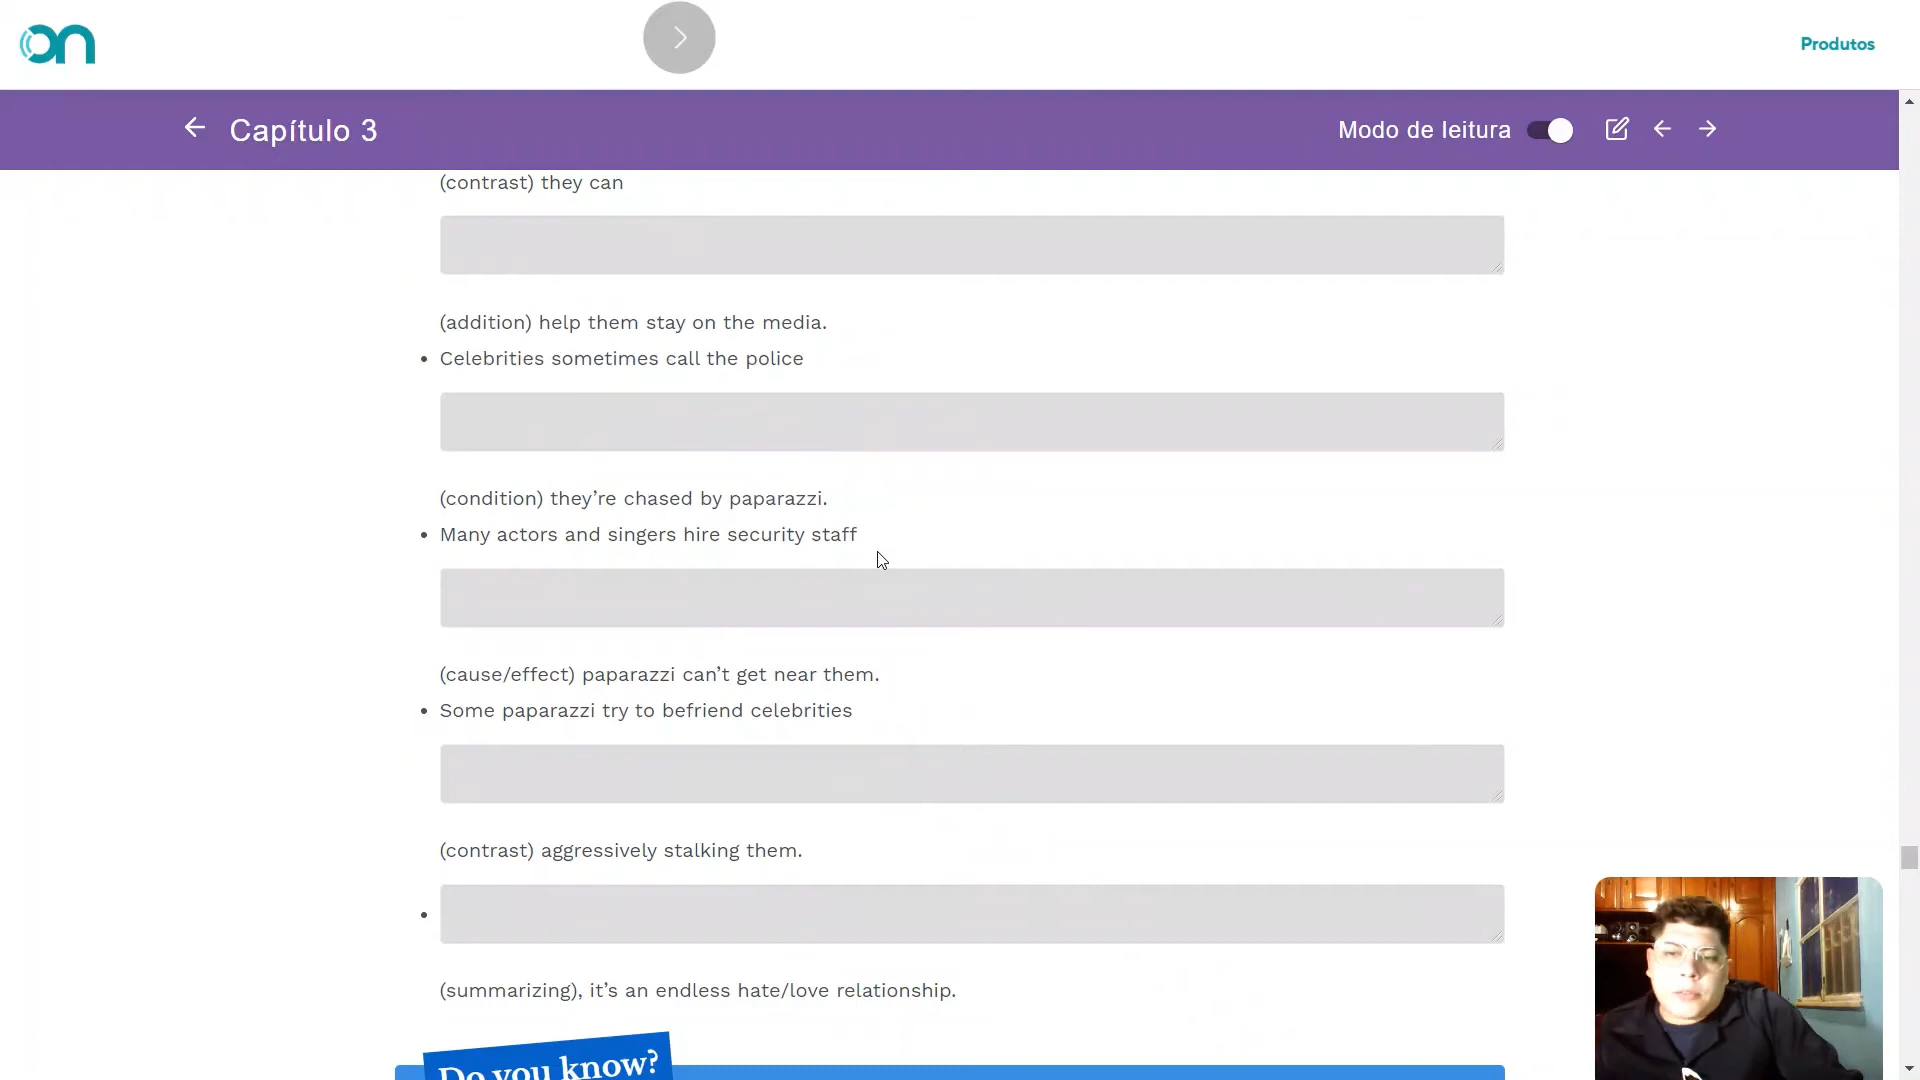 on
Produtos
Capítulo 3
Modo de leitura
(contrast) they can
(addition) help them stay on the media.
• Celebrities sometimes call the police
(condition) they’re chased by paparazzi.
• Many actors and singers hire security staff
(cause/effect) paparazzi can’t get near them.
• Some paparazzi try to befriend celebrities
(contrast) aggressively stalking them.
•
(summarizing), it’s an endless hate/love relationship.
Do you know?